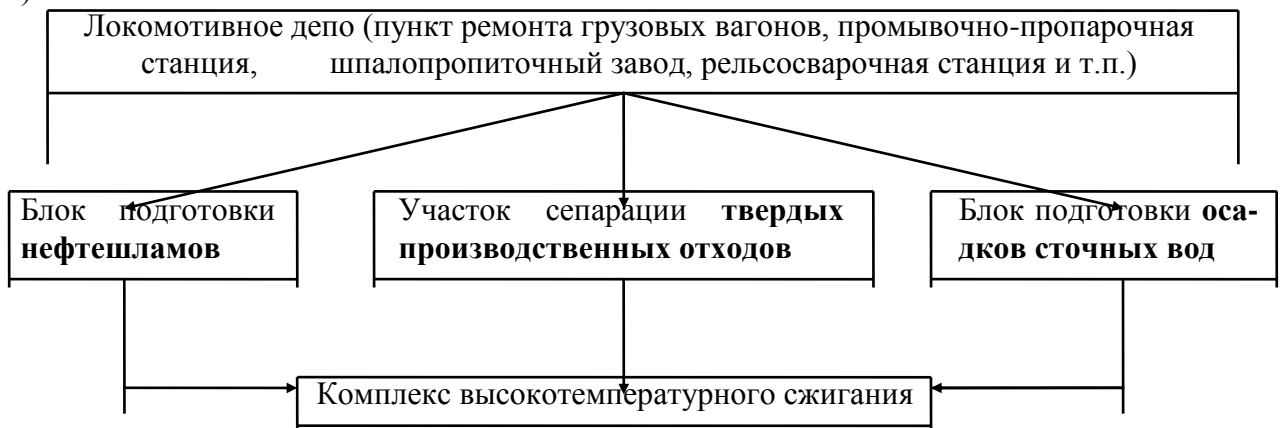 )
Локомотивное депо (пункт ремонта грузовых вагонов, промывочно-пропарочная
станция, шпалопропиточный завод, рельсосварочная станция и т.п.)
Блок подготовки
нефтешламов
Участок сепарации твердых
производственных отходов
Блок подготовки оса-
дков сточных вод
Комплекс высокотемпературного сжигания